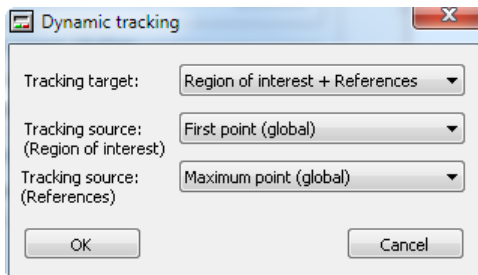 Dynamic tracking
Tracking target: Region of interest + References
Tracking source: First point (global)
(Region of interest)
Tracking source: Maximum point (global)
(References)
OK Cancel